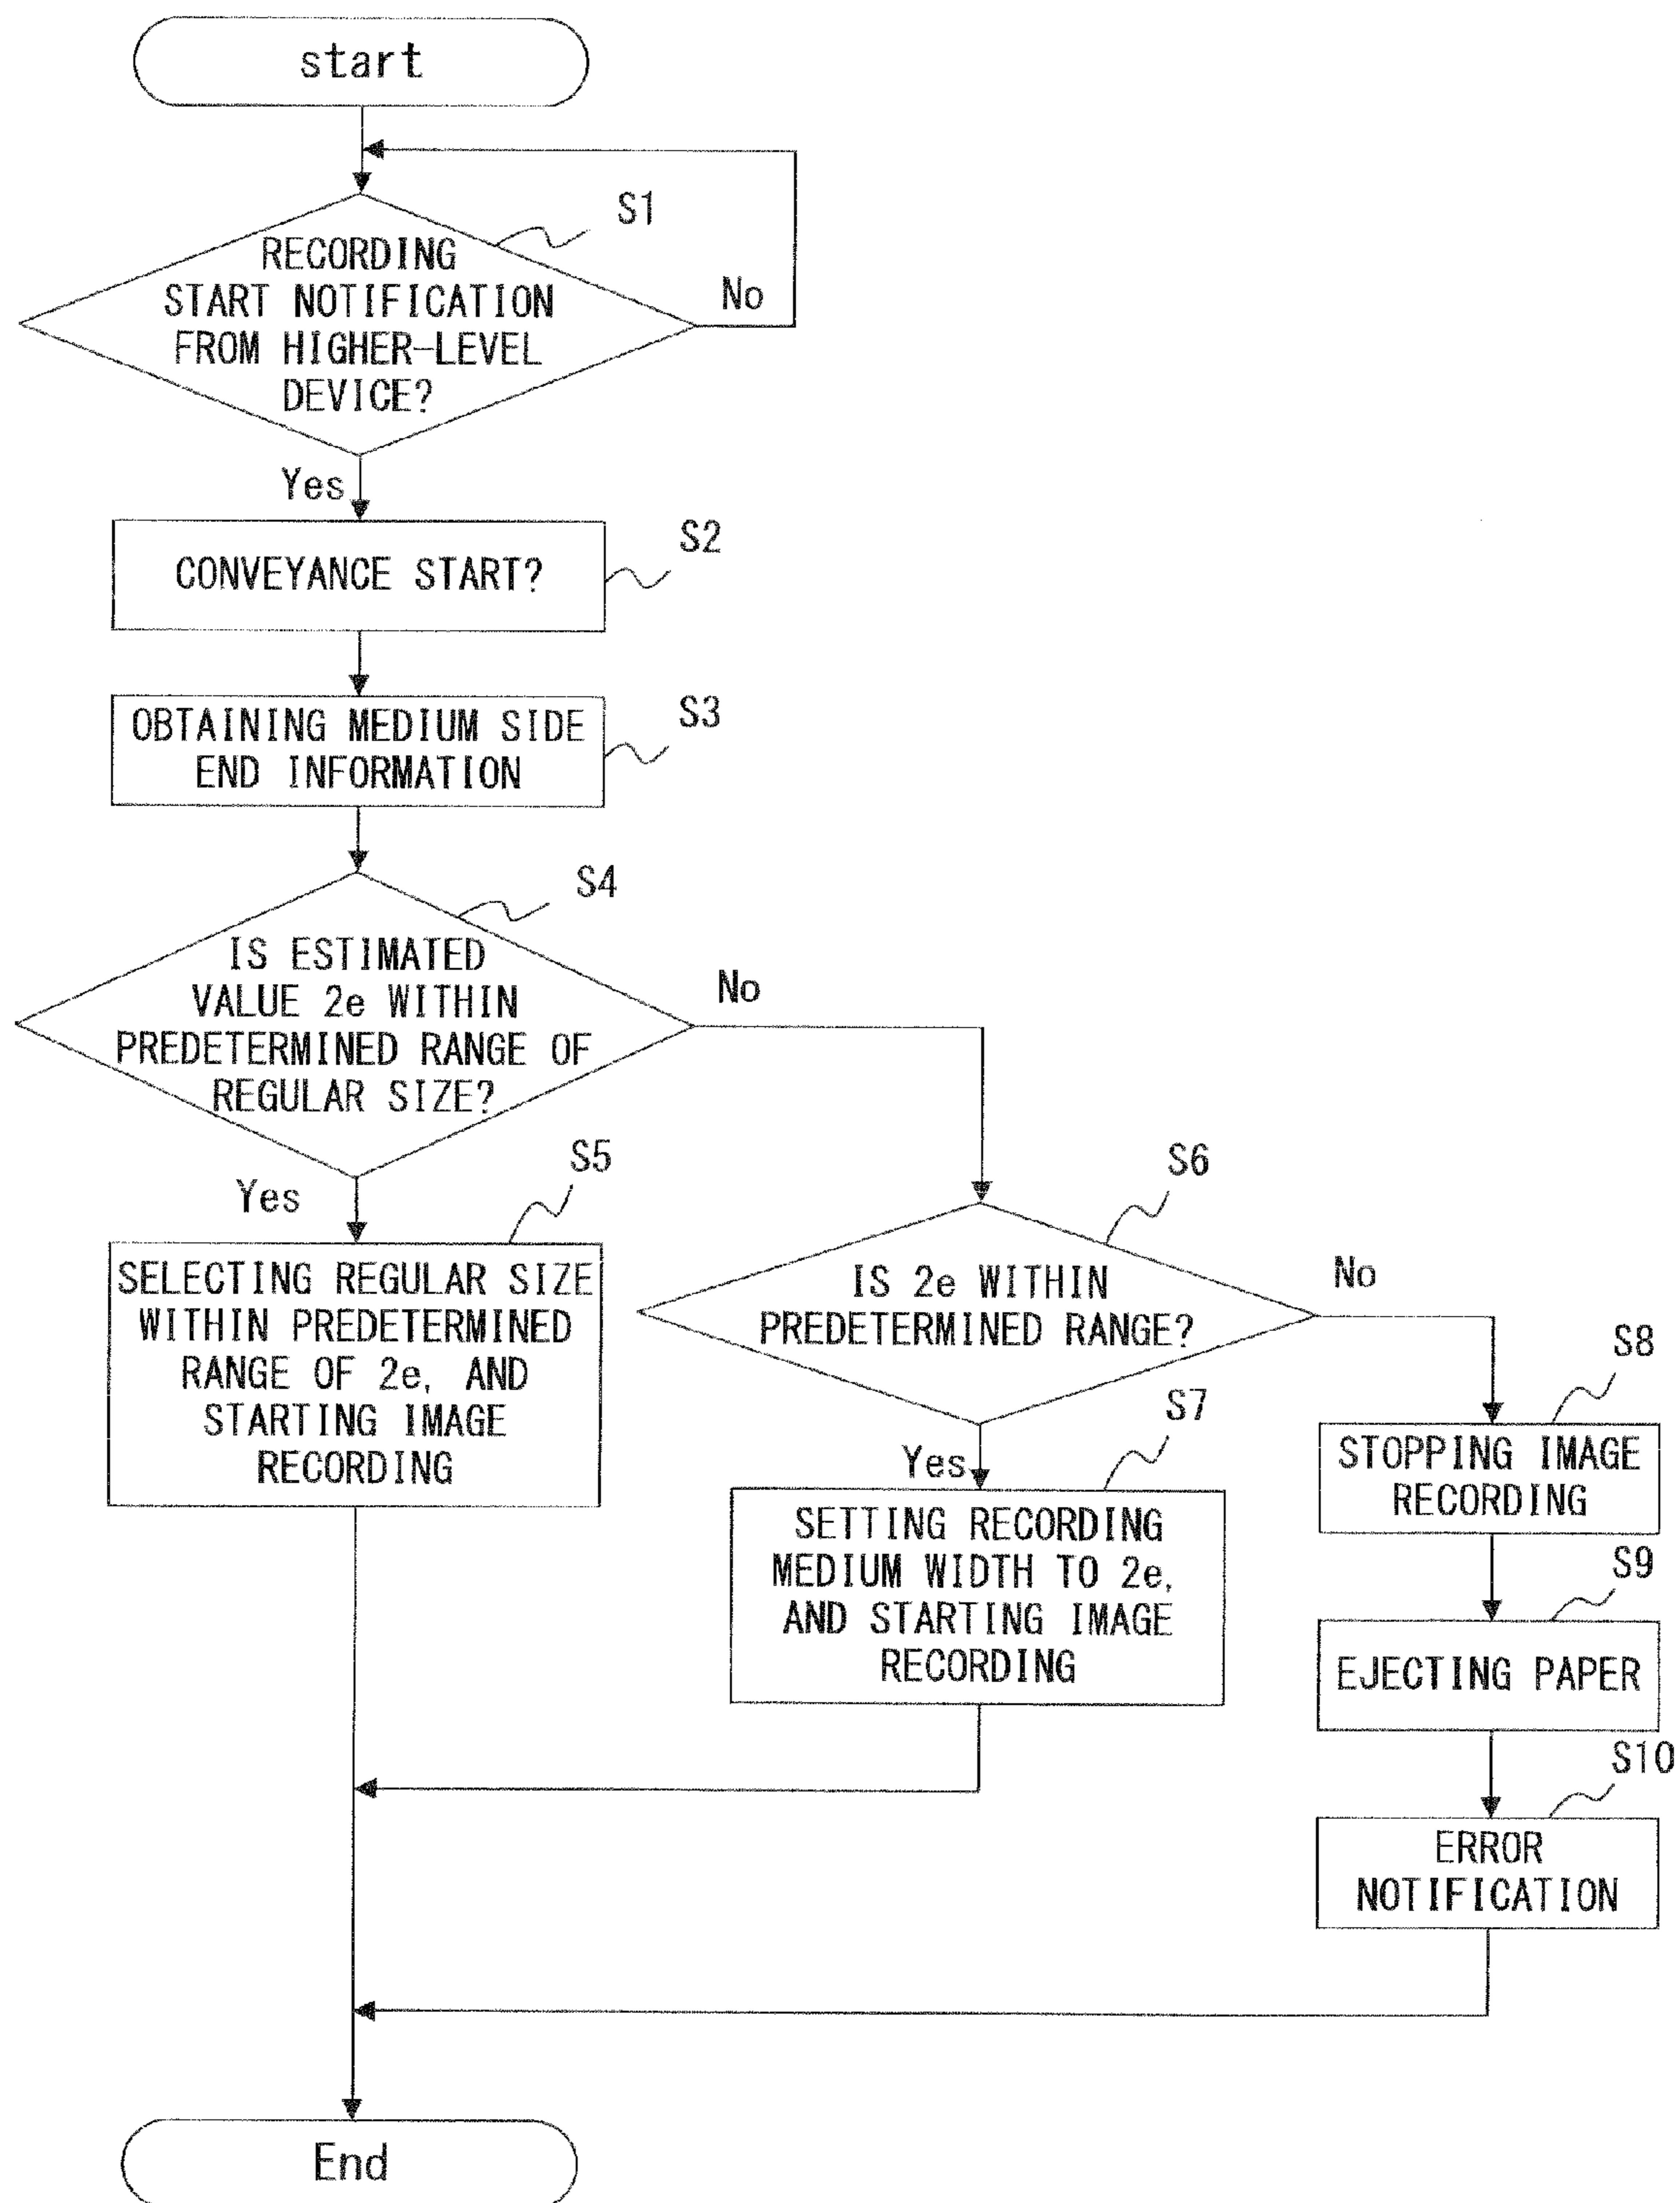 start
S1
RECORDING
START NOTIFICATION
FROM HIGHER-LEVEL
DEVICE?
No
Yes
S2
CONVEYANCE START?
S3
OBTAINING MEDIUM SIDE
END INFORMATION
S4
IS ESTIMATED
VALUE 2e WITHIN
PREDETERMINED RANGE OF
REGULAR SIZE?
No
Yes
S5
SELECTING REGULAR SIZE
WITHIN PREDETERMINED
RANGE OF 2e, AND
STARTING IMAGE
RECORDING
S6
IS 2e WITHIN
PREDETERMINED RANGE?
No
Yes
S7
SETTING RECORDING
MEDIUM WIDTH TO 2e,
AND STARTING IMAGE
RECORDING
S8
STOPPING IMAGE
RECORDING
S9
EJECTING PAPER
S10
ERROR
NOTIFICATION
End